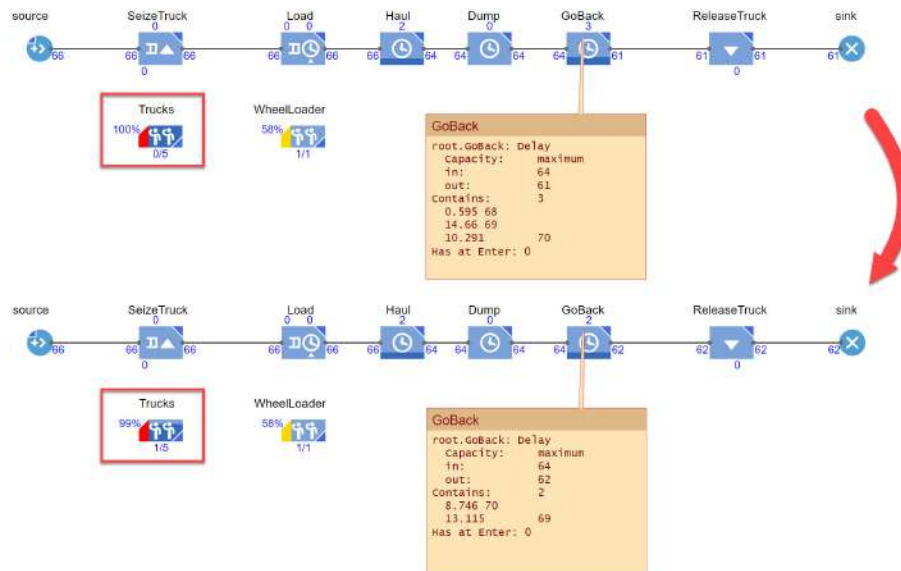 source SeizeTruck Load Haul Dump GoBack ReleaseTruck sink
0 0 0 2 0 3
66 66 66 66 66 66 64 64 64 64 61 61 61 61
0 0
Trucks WheelLoader
100% 58%
0/5 1/1
GoBack
root.GoBack: Delay
Capacity: maximum
in: 64
out: 61
Contains: 3
0.595 68
14.66 69
10.291 70
Has at Enter: 0
source SeizeTruck Load Haul Dump GoBack ReleaseTruck sink
0 0 0 2 0 2
66 66 66 66 66 66 64 64 64 64 62 62 62 62
0 0
Trucks WheelLoader
99% 58%
1/5 1/1
GoBack
root.GoBack: Delay
Capacity: maximum
in: 64
out: 62
Contains: 2
8.746 70
13.115 69
Has at Enter: 0